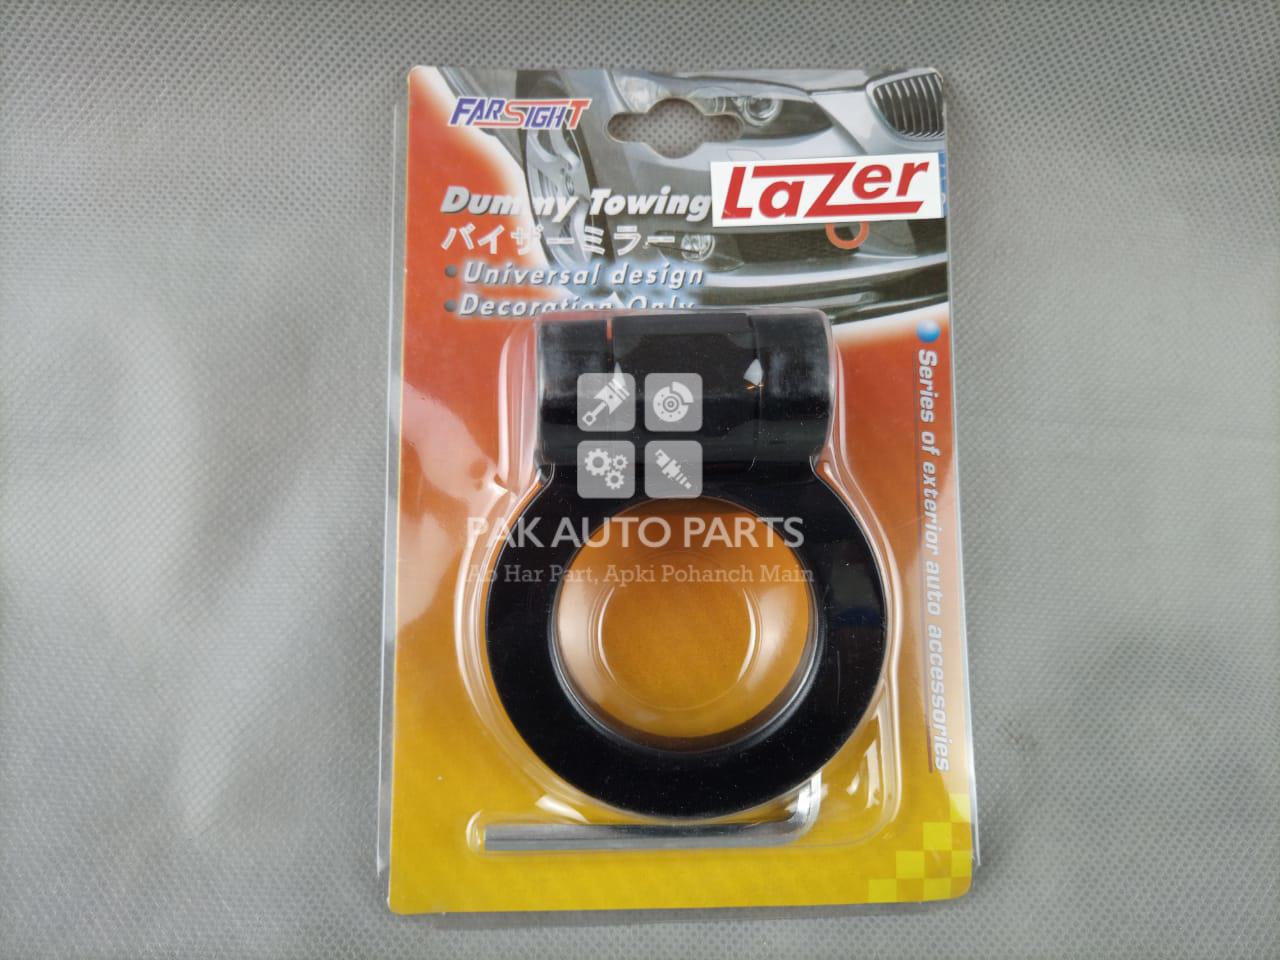 FARSIGHT
LaZer
Dummy Towing
バイザーミラー
Universal design
Decoration Only
Series of exterior auto accessories
PAK AUTO PARTS
Ab Har Part, Apki Pohanch Main